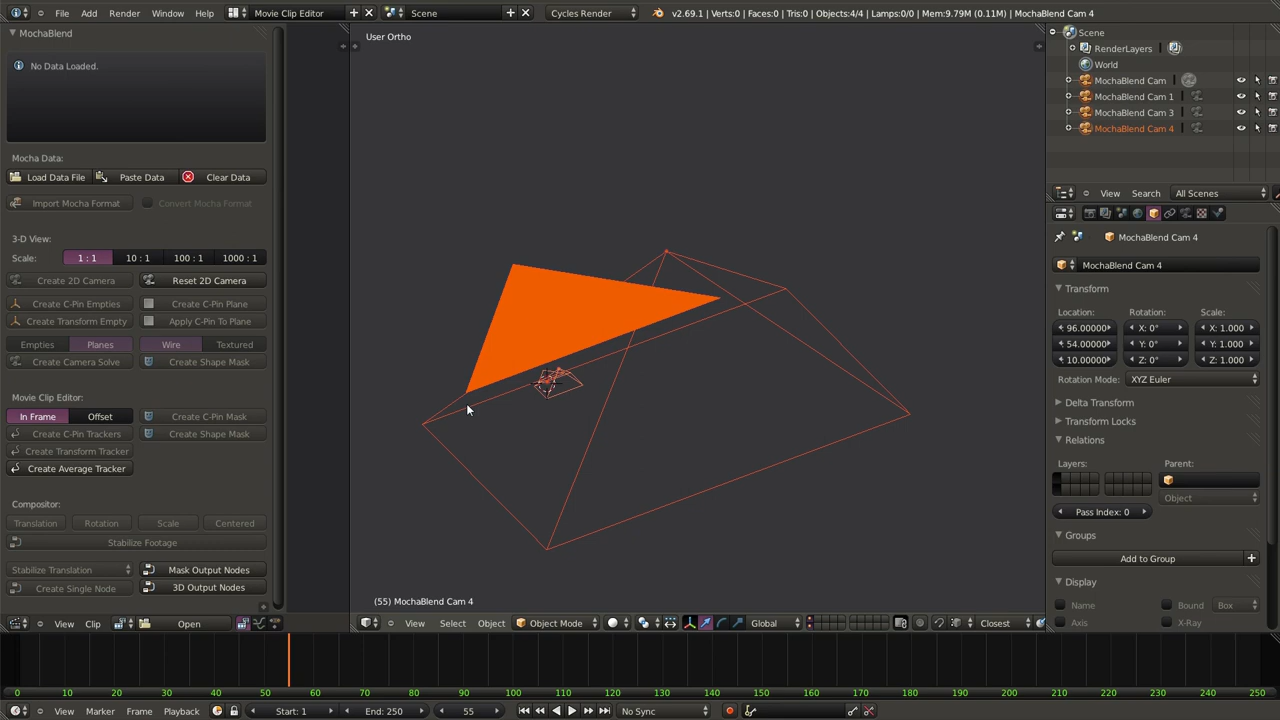 File Add Render Window Help Movie Clip Editor Scene Cycles Render v2.69.1 | Verts:0 | Faces:0 | Tris:0 | Objects:4/4 | Lamps:0/0 | Mem:9.79M (0.11M) | MochaBlend Cam 4
MochaBlend
No Data Loaded.
Mocha Data:
Load Data File Paste Data Clear Data
Import Mocha Format Convert Mocha Format
3-D View:
Scale: 1 : 1 10 : 1 100 : 1 1000 : 1
Create 2D Camera Reset 2D Camera
Create C-Pin Empties Create C-Pin Plane
Create Transform Empty Apply C-Pin To Plane
Empties Planes Wire Textured
Create Camera Solve Create Shape Mask
Movie Clip Editor:
In Frame Offset Create C-Pin Mask
Create C-Pin Trackers Create Shape Mask
Create Transform Tracker
Create Average Tracker
Compositor:
Translation Rotation Scale Centered
Stabilize Footage
Stabilize Translation Mask Output Nodes
Create Single Node 3D Output Nodes
View Clip Open
User Ortho
(55) MochaBlend Cam 4
View Select Object Object Mode Global Closest
Scene
RenderLayers |
World
MochaBlend Cam |
MochaBlend Cam 1 |
MochaBlend Cam 3 |
MochaBlend Cam 4 |
View Search All Scenes
MochaBlend Cam 4
MochaBlend Cam 4
Transform
Location: Rotation: Scale:
96.00000 X: 0° X: 1.000
54.00000 Y: 0° Y: 1.000
10.00000 Z: 0° Z: 1.000
Rotation Mode: XYZ Euler
Delta Transform
Transform Locks
Relations
Layers: Parent:
Object
Pass Index: 0
Groups
Add to Group
Display
Name Bound Box
Axis X-Ray
0 10 20 30 40 50 60 70 80 90 100 110 120 130 140 150 160 170 180 190 200 210 220 230 240 250
View Marker Frame Playback Start: 1 End: 250 55 No Sync